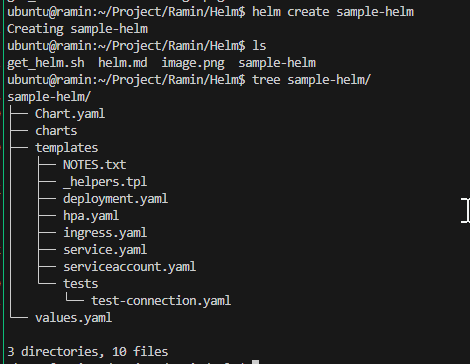 ubuntu@ramin:~/Project/Ramin/Helm$ helm create sample-helm
Creating sample-helm
ubuntu@ramin:~/Project/Ramin/Helm$ ls
get_helm.sh  helm.md  image.png  sample-helm
ubuntu@ramin:~/Project/Ramin/Helm$ tree sample-helm/
sample-helm/
├── Chart.yaml
├── charts
├── templates
│   ├── NOTES.txt
│   ├── _helpers.tpl
│   ├── deployment.yaml
│   ├── hpa.yaml
│   ├── ingress.yaml
│   ├── service.yaml
│   ├── serviceaccount.yaml
│   └── tests
│       └── test-connection.yaml
└── values.yaml
3 directories, 10 files